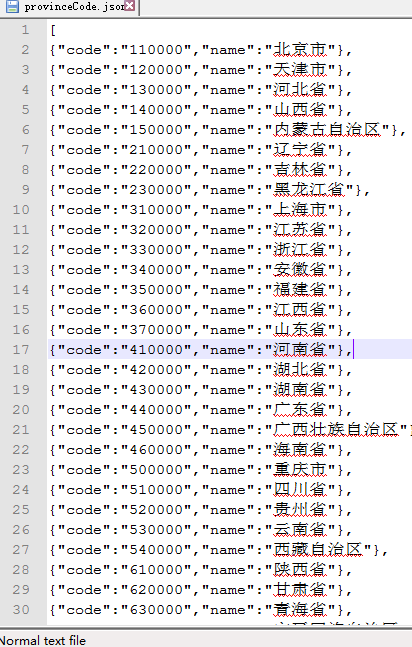 provinceCode.json
1 [
2 {"code":"110000","name":"北京市"},
3 {"code":"120000","name":"天津市"},
4 {"code":"130000","name":"河北省"},
5 {"code":"140000","name":"山西省"},
6 {"code":"150000","name":"内蒙古自治区"},
7 {"code":"210000","name":"辽宁省"},
8 {"code":"220000","name":"吉林省"},
9 {"code":"230000","name":"黑龙江省"},
10 {"code":"310000","name":"上海市"},
11 {"code":"320000","name":"江苏省"},
12 {"code":"330000","name":"浙江省"},
13 {"code":"340000","name":"安徽省"},
14 {"code":"350000","name":"福建省"},
15 {"code":"360000","name":"江西省"},
16 {"code":"370000","name":"山东省"},
17 {"code":"410000","name":"河南省"},
18 {"code":"420000","name":"湖北省"},
19 {"code":"430000","name":"湖南省"},
20 {"code":"440000","name":"广东省"},
21 {"code":"450000","name":"广西壮族自治区"
22 {"code":"460000","name":"海南省"},
23 {"code":"500000","name":"重庆市"},
24 {"code":"510000","name":"四川省"},
25 {"code":"520000","name":"贵州省"},
26 {"code":"530000","name":"云南省"},
27 {"code":"540000","name":"西藏自治区"},
28 {"code":"610000","name":"陕西省"},
29 {"code":"620000","name":"甘肃省"},
30 {"code":"630000","name":"青海省"},
Normal text file